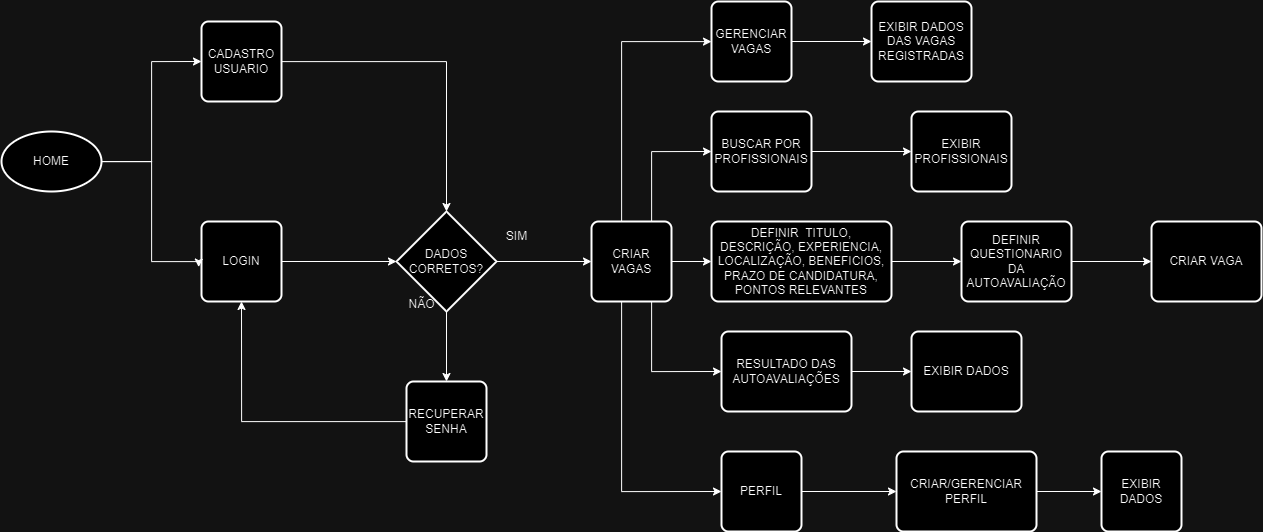 HOME
CADASTRO
USUARIO
LOGIN
DADOS
CORRETOS?
SIM
NÃO
RECUPERAR
SENHA
CRIAR
VAGAS
GERENCIAR
VAGAS
EXIBIR DADOS
DAS VAGAS
REGISTRADAS
BUSCAR POR
PROFISSIONAIS
EXIBIR
PROFISSIONAIS
DEFINIR TITULO,
DESCRIÇÃO, EXPERIENCIA,
LOCALIZAÇÃO, BENEFICIOS,
PRAZO DE CANDIDATURA,
PONTOS RELEVANTES
DEFINIR
QUESTIONARIO
DA
AUTOAVALIAÇÃO
CRIAR VAGA
RESULTADO DAS
AUTOAVALIAÇÕES
EXIBIR DADOS
PERFIL
CRIAR/GERENCIAR
PERFIL
EXIBIR
DADOS